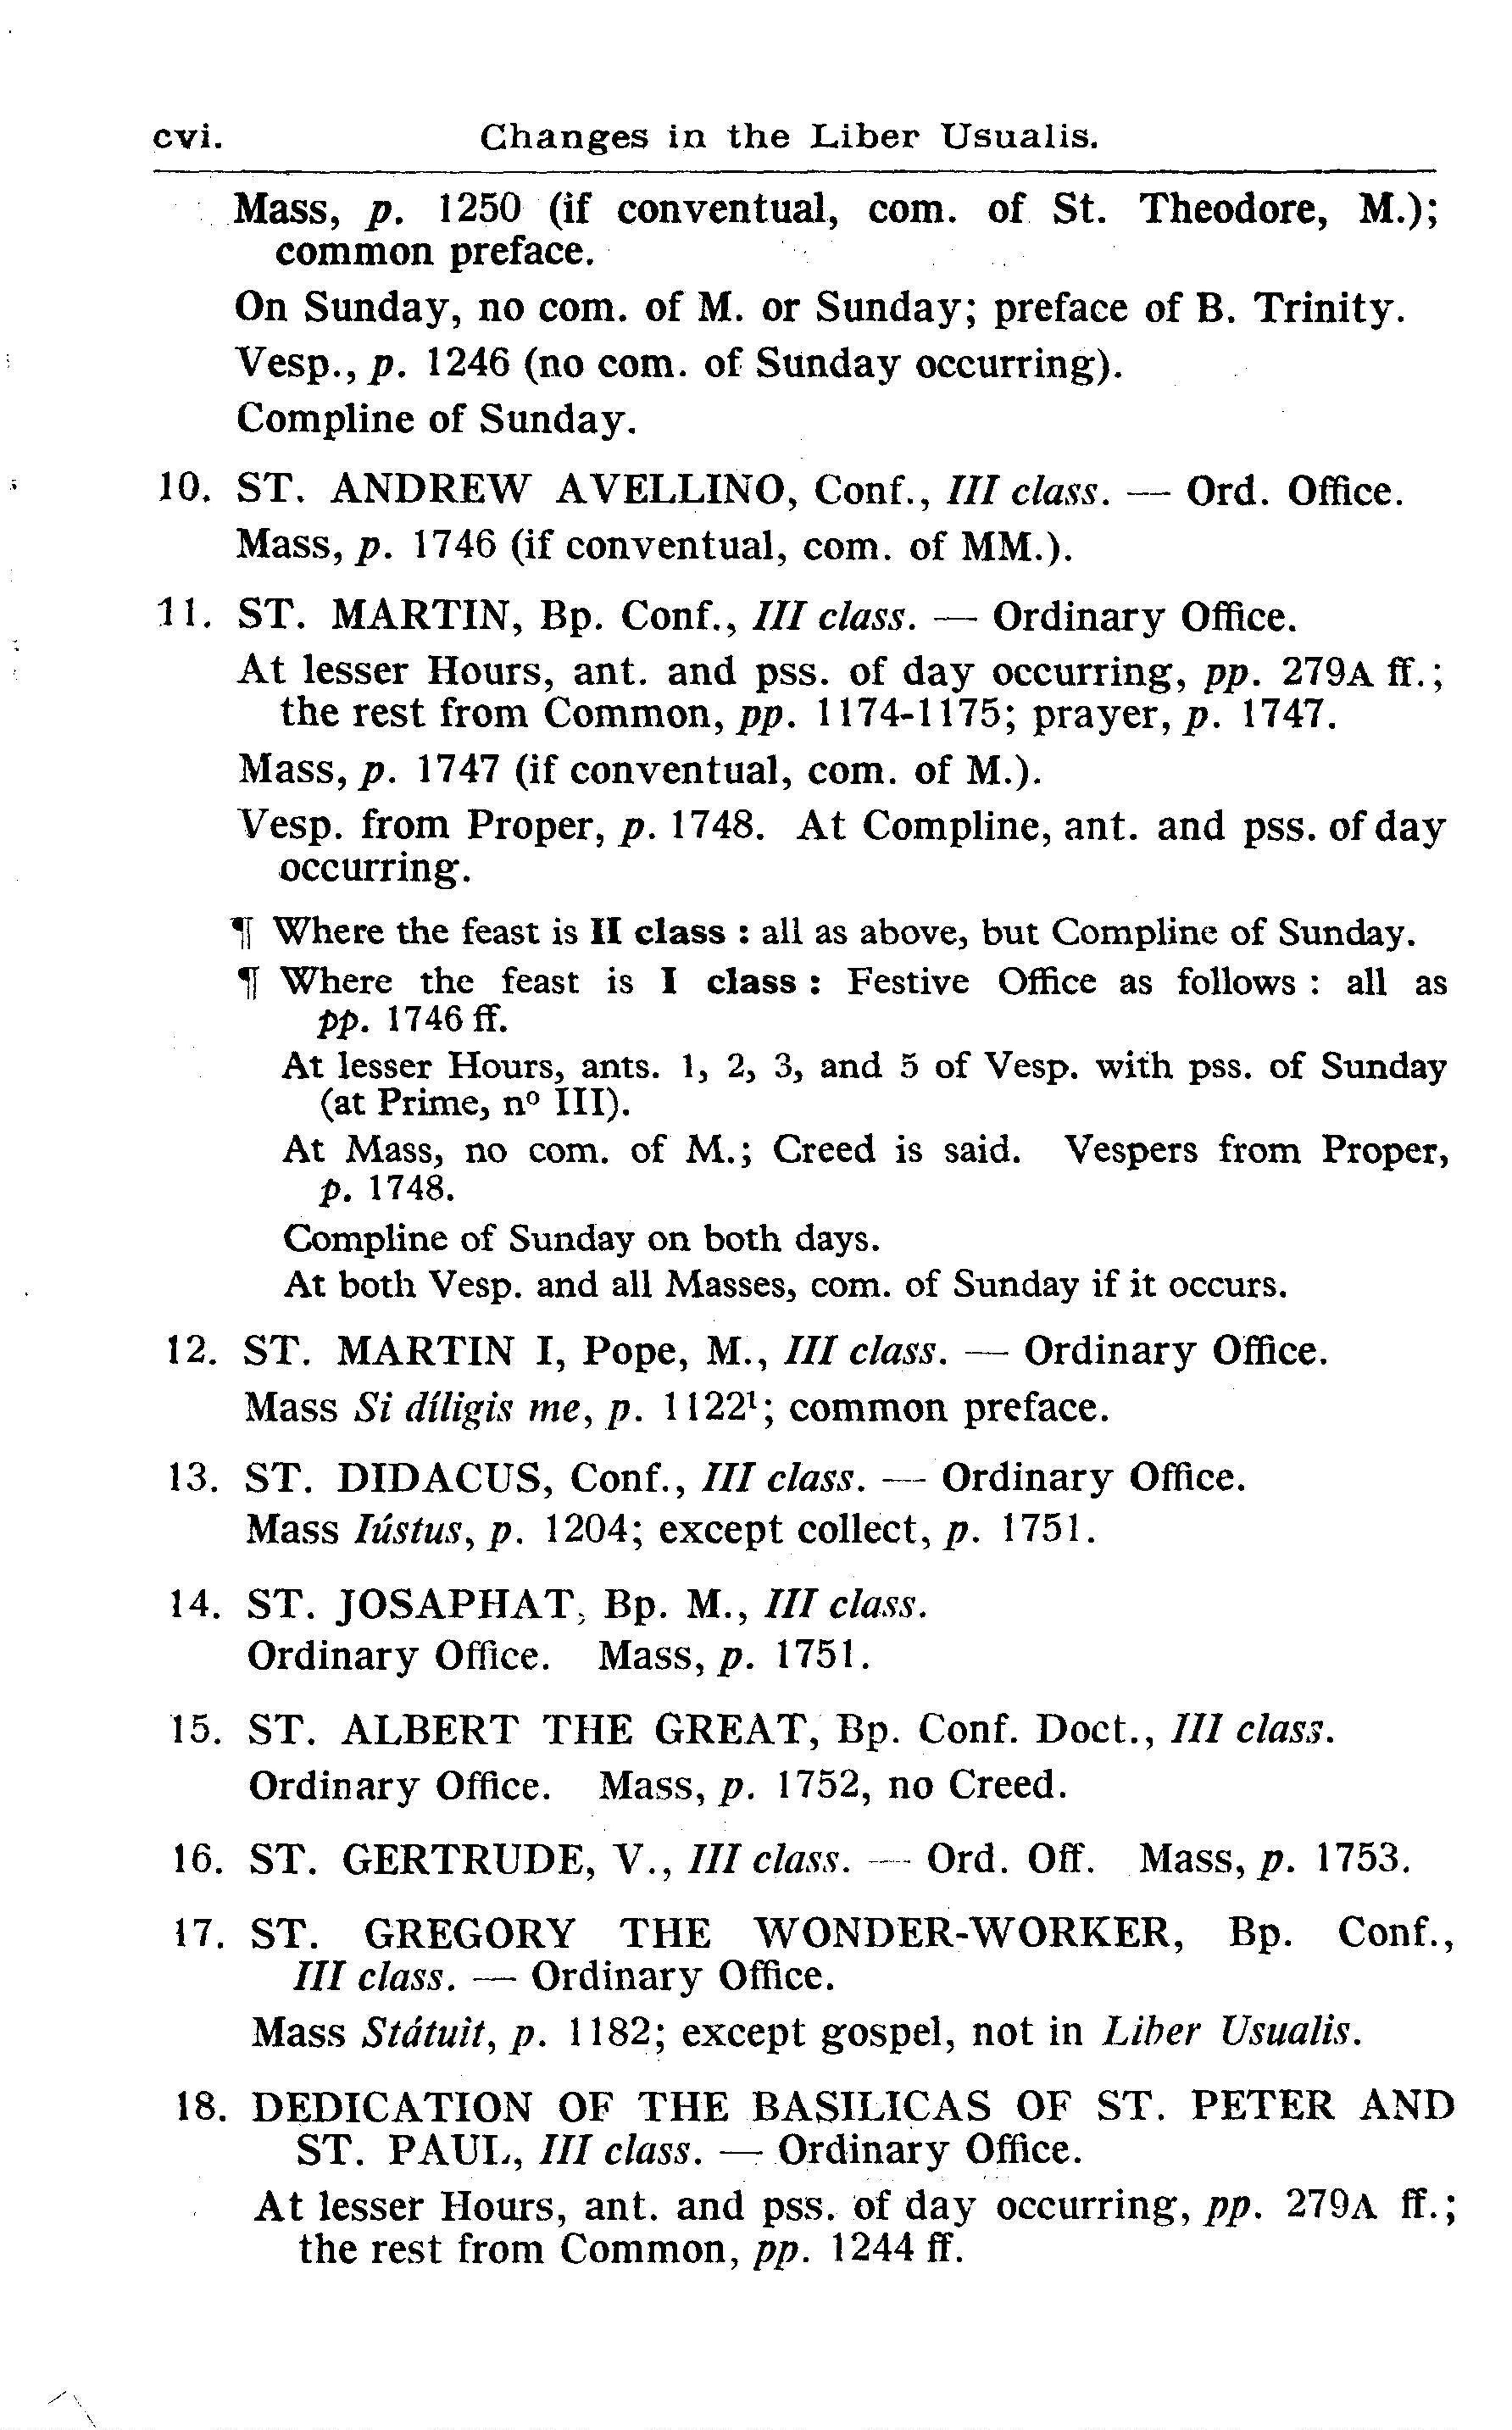 cvi. Changes in the Liber Usualis.
Mass, p. 1250 (if conventual, com. of St. Theodore, M.);
common preface.
On Sunday, no com. of M. or Sunday; preface of B. Trinity.
Vesp., p. 1246 (no com. of Sunday occurring).
Compline of Sunday.
10. ST. ANDREW AVELLINO, Conf., III class. — Ord. Office.
Mass, p. 1746 (if conventual, com. of MM.).
11. ST. MARTIN, Bp. Conf., III class. — Ordinary Office.
At lesser Hours, ant. and pss. of day occurring, pp. 279A ff.;
the rest from Common, pp. 1174-1175; prayer, p. 1747.
Mass, p. 1747 (if conventual, com. of M.).
Vesp. from Proper, p. 1748. At Compline, ant. and pss. of day
occurring.
¶ Where the feast is II class : all as above, but Compline of Sunday.
¶ Where the feast is I class : Festive Office as follows : all as
pp. 1746 ff.
At lesser Hours, ants. 1, 2, 3, and 5 of Vesp. with pss. of Sunday
(at Prime, nº III).
At Mass, no com. of M.; Creed is said. Vespers from Proper,
p. 1748.
Compline of Sunday on both days.
At both Vesp. and all Masses, com. of Sunday if it occurs.
12. ST. MARTIN I, Pope, M., III class. — Ordinary Office.
Mass Si díligis me, p. 1122¹; common preface.
13. ST. DIDACUS, Conf., III class. — Ordinary Office.
Mass Iústus, p. 1204; except collect, p. 1751.
14. ST. JOSAPHAT, Bp. M., III class.
Ordinary Office. Mass, p. 1751.
15. ST. ALBERT THE GREAT, Bp. Conf. Doct., III class.
Ordinary Office. Mass, p. 1752, no Creed.
16. ST. GERTRUDE, V., III class. — Ord. Off. Mass, p. 1753.
17. ST. GREGORY THE WONDER-WORKER, Bp. Conf.,
III class. — Ordinary Office.
Mass Státuit, p. 1182; except gospel, not in Liber Usualis.
18. DEDICATION OF THE BASILICAS OF ST. PETER AND
ST. PAUL, III class. — Ordinary Office.
At lesser Hours, ant. and pss. of day occurring, pp. 279A ff.;
the rest from Common, pp. 1244 ff.